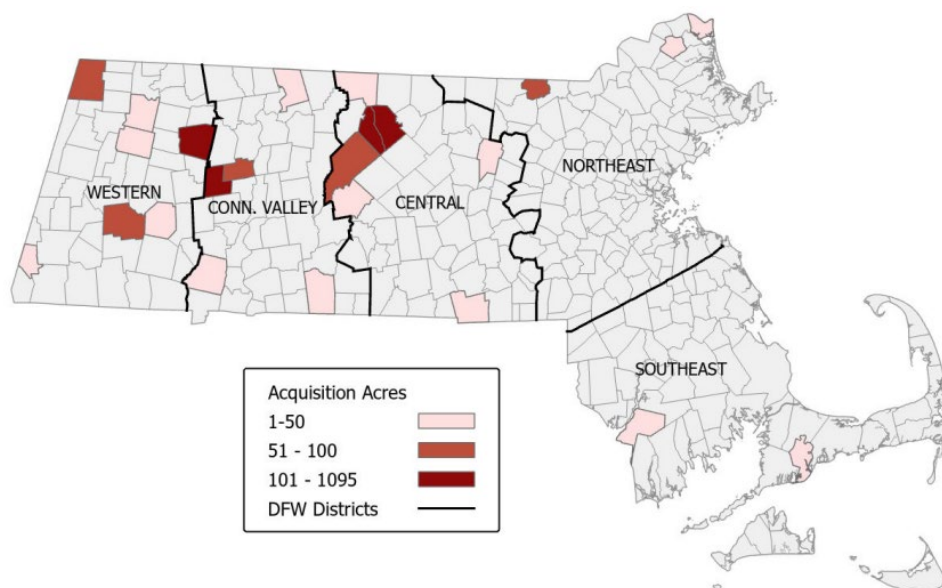 NORTHEAST
WESTERN
CONN. VALLEY
CENTRAL
SOUTHEAST
Acquisition Acres
1-50
51 - 100
101 - 1095
DFW Districts